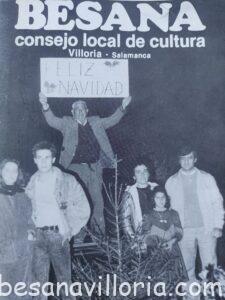 BESANA
consejo local de cultura
Villoria - Salamanca
FELIZ
NAVIDAD
besanavilloria.com